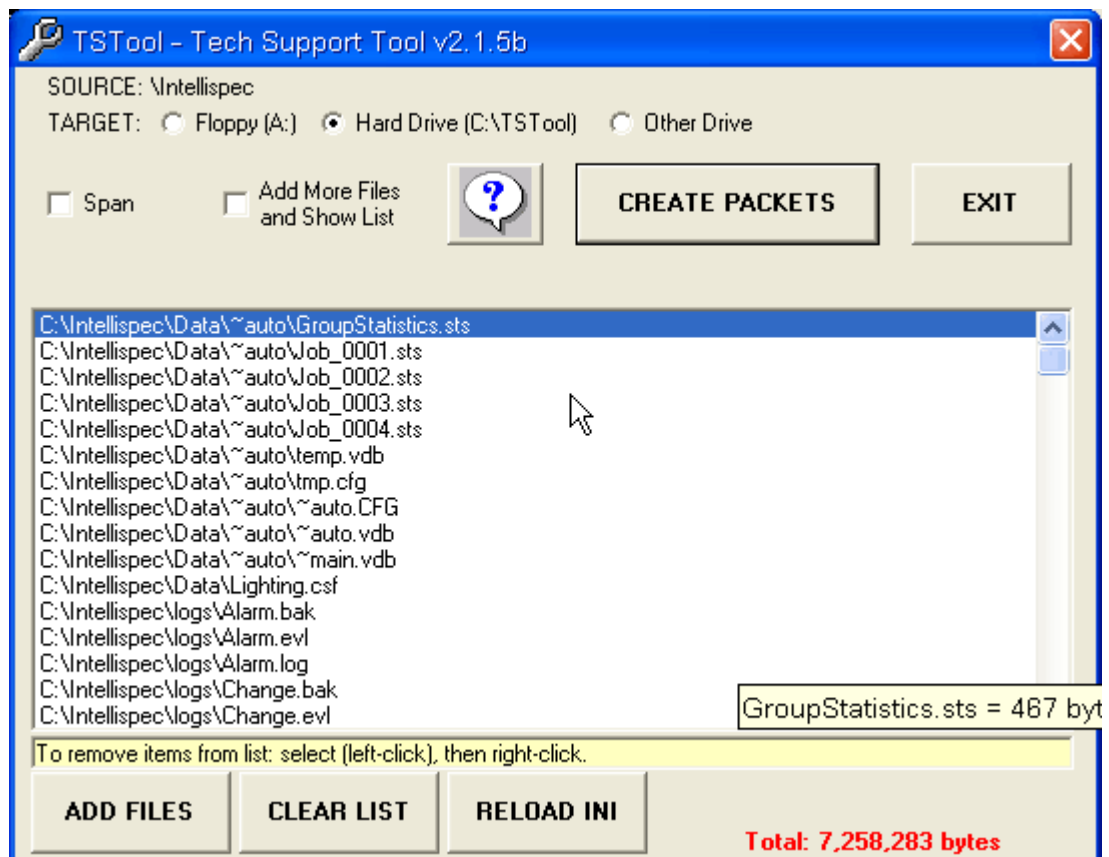 TSTool - Tech Support Tool v2.1.5b
SOURCE: \Intellispec
TARGET: Floppy (A:) Hard Drive (C:\TSTool) Other Drive
Span
Add More Files
and Show List
?
CREATE PACKETS
EXIT
C:\Intellispec\Data\~auto\GroupStatistics.sts
C:\Intellispec\Data\~auto\Job_0001.sts
C:\Intellispec\Data\~auto\Job_0002.sts
C:\Intellispec\Data\~auto\Job_0003.sts
C:\Intellispec\Data\~auto\Job_0004.sts
C:\Intellispec\Data\~auto\temp.vdb
C:\Intellispec\Data\~auto\tmp.cfg
C:\Intellispec\Data\~auto\~auto.CFG
C:\Intellispec\Data\~auto\~auto.vdb
C:\Intellispec\Data\~auto\~main.vdb
C:\Intellispec\Data\Lighting.csf
C:\Intellispec\logs\Alarm.bak
C:\Intellispec\logs\Alarm.evl
C:\Intellispec\logs\Alarm.log
C:\Intellispec\logs\Change.bak
C:\Intellispec\logs\Change.evl
GroupStatistics.sts = 467 byt
To remove items from list: select (left-click), then right-click.
ADD FILES
CLEAR LIST
RELOAD INI
Total: 7,258,283 bytes